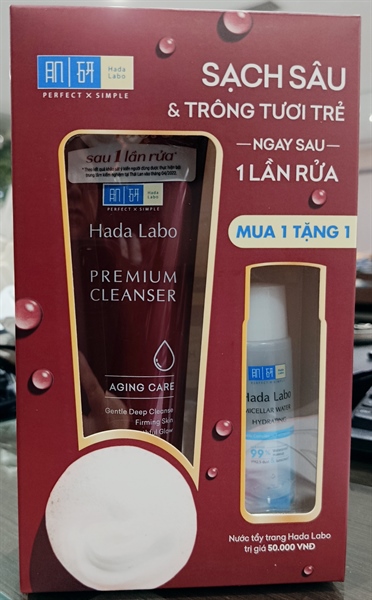 肌 研
Hada
Labo
PERFECT × SIMPLE
SẠCH SÂU
& TRÔNG TƯƠI TRẺ
NGAY SAU
1 LẦN RỬA
MUA 1 TẶNG 1
sau 1 lần rửa*
肌 研
Hada
Labo
PERFECT × SIMPLE
Hada Labo
PREMIUM
CLEANSER
AGING CARE
Gentle Deep Cleanse
Firming Skin
Glow
肌 研
Hada Labo
MICELLAR WATER
HYDRATING
99%
Nước tẩy trang Hada Labo
trị giá 50.000 VNĐ